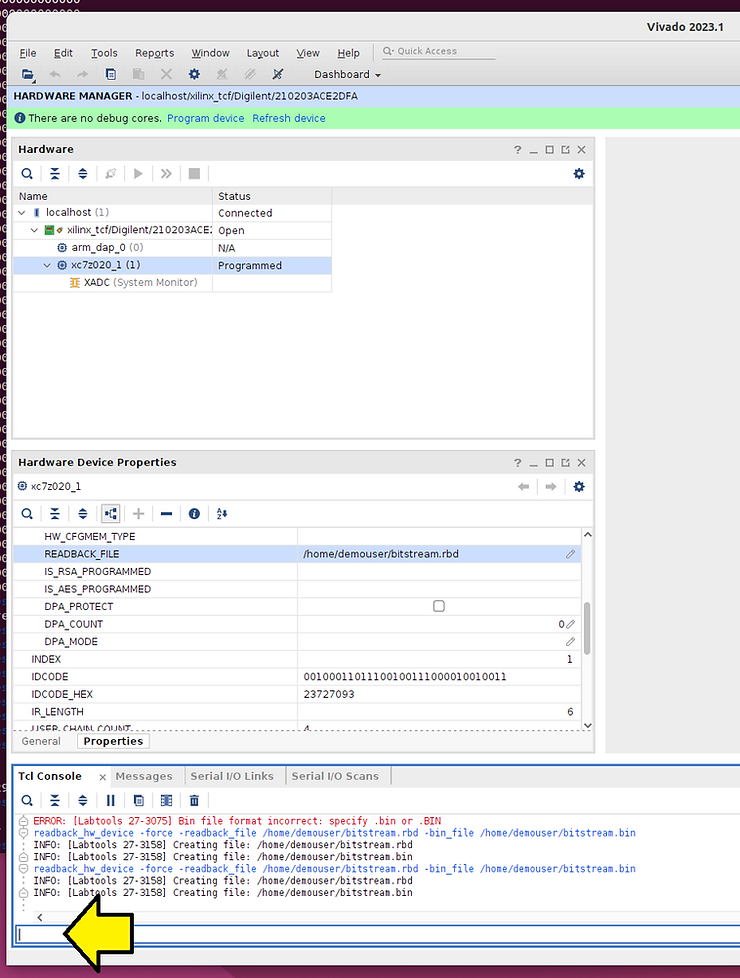 Vivado 2023.1
File Edit Tools Reports Window Layout View Help Quick Access
Dashboard
HARDWARE MANAGER - localhost/xilinx_tcf/Digilent/210203ACE2DFA
There are no debug cores. Program device Refresh device
Hardware
Name Status
localhost (1) Connected
xilinx_tcf/Digilent/210203ACE2 Open
arm_dap_0 (0) N/A
xc7z020_1 (1) Programmed
XADC (System Monitor)
Hardware Device Properties
xc7z020_1
HW_CFGMEM_TYPE
READBACK_FILE /home/demouser/bitstream.rbd
IS_RSA_PROGRAMMED
IS_AES_PROGRAMMED
DPA_PROTECT
DPA_COUNT 0
DPA_MODE
INDEX 1
IDCODE 00100011011100100111000010010011
IDCODE_HEX 23727093
IR_LENGTH 6
USER_CHAIN_COUNT 4
General Properties
Tcl Console Messages Serial I/O Links Serial I/O Scans
ERROR: [Labtools 27-3075] Bin file format incorrect: specify .bin or .BIN
readback_hw_device -force -readback_file /home/demouser/bitstream.rbd -bin_file /home/demouser/bitstream.bin
INFO: [Labtools 27-3158] Creating file: /home/demouser/bitstream.rbd
INFO: [Labtools 27-3158] Creating file: /home/demouser/bitstream.bin
readback_hw_device -force -readback_file /home/demouser/bitstream.rbd -bin_file /home/demouser/bitstream.bin
INFO: [Labtools 27-3158] Creating file: /home/demouser/bitstream.rbd
INFO: [Labtools 27-3158] Creating file: /home/demouser/bitstream.bin